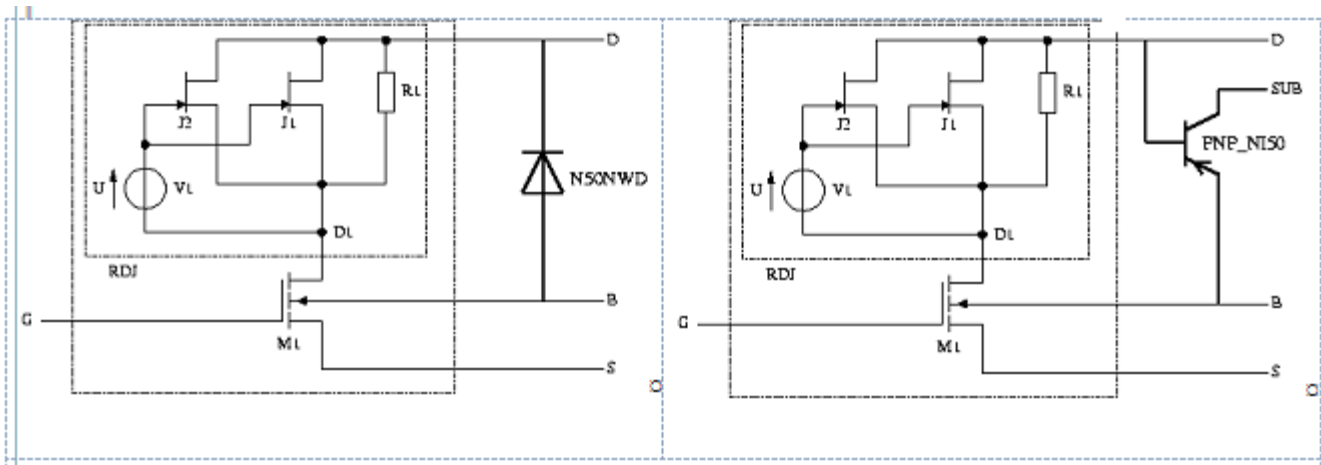 D
R1
J2
J1
U
V1
N50NWD
D1
RDJ
B
G
M1
S
D
SUB
R1
J2
J1
PNP_NI50
U
V1
D1
RDJ
B
G
M1
S